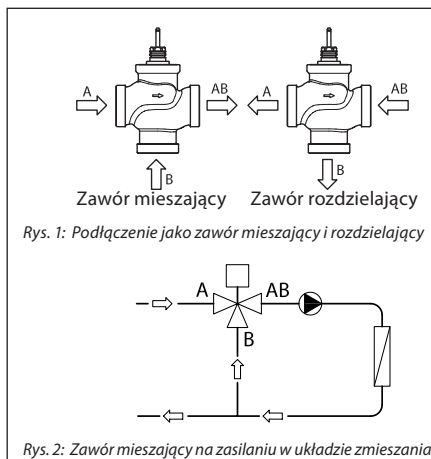 A AB A AB
B B
Zawór mieszający Zawór rozdzielający
Rys. 1: Podłączenie jako zawór mieszający i rozdzielający
A AB
B
Rys. 2: Zawór mieszający na zasilaniu w układzie zmieszania